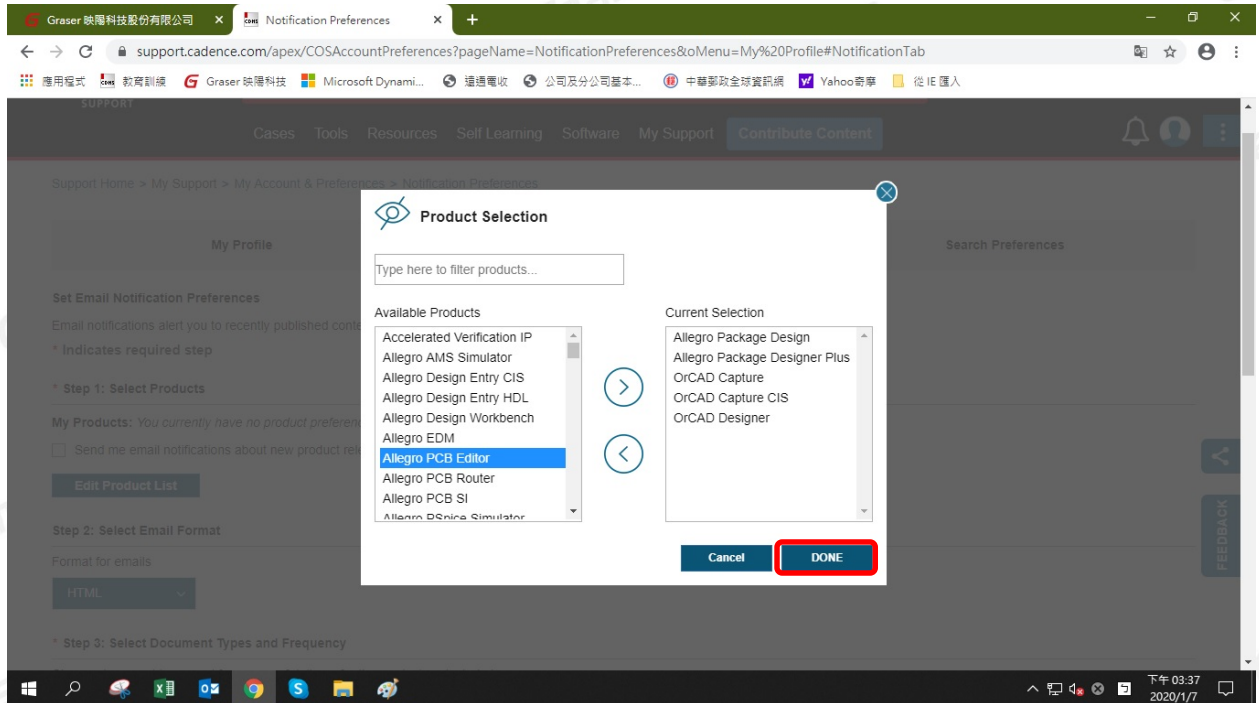 Graser 映陽科技股份有限公司
Notification Preferences
support.cadence.com/apex/COSAccountPreferences?pageName=NotificationPreferences&oMenu=My%20Profile#NotificationTab
應用程式 教育訓練 Graser 映陽科技 Microsoft Dynami... 遠通電收 公司及分公司基本... 中華郵政全球資訊網 Yahoo奇摩 從 IE 匯入
SUPPORT
Cases Tools Resources Self Learning Software My Support Contribute Content
Support Home > My Support > My Account & Preferences > Notification Preferences
My Profile
Search Preferences
Set Email Notification Preferences
Email notifications alert you to recently published conte
* Indicates required step
* Step 1: Select Products
My Products: You currently have no product preferen
Send me email notifications about new product rel
Edit Product List
Step 2: Select Email Format
Format for emails
HTML
* Step 3: Select Document Types and Frequency
Product Selection
Type here to filter products...
Available Products
Accelerated Verification IP
Allegro AMS Simulator
Allegro Design Entry CIS
Allegro Design Entry HDL
Allegro Design Workbench
Allegro EDM
Allegro PCB Editor
Allegro PCB Router
Allegro PCB SI
Allegro PSpice Simulator
Current Selection
Allegro Package Design
Allegro Package Designer Plus
OrCAD Capture
OrCAD Capture CIS
OrCAD Designer
Cancel DONE
FEEDBACK
下午 03:37
2020/1/7